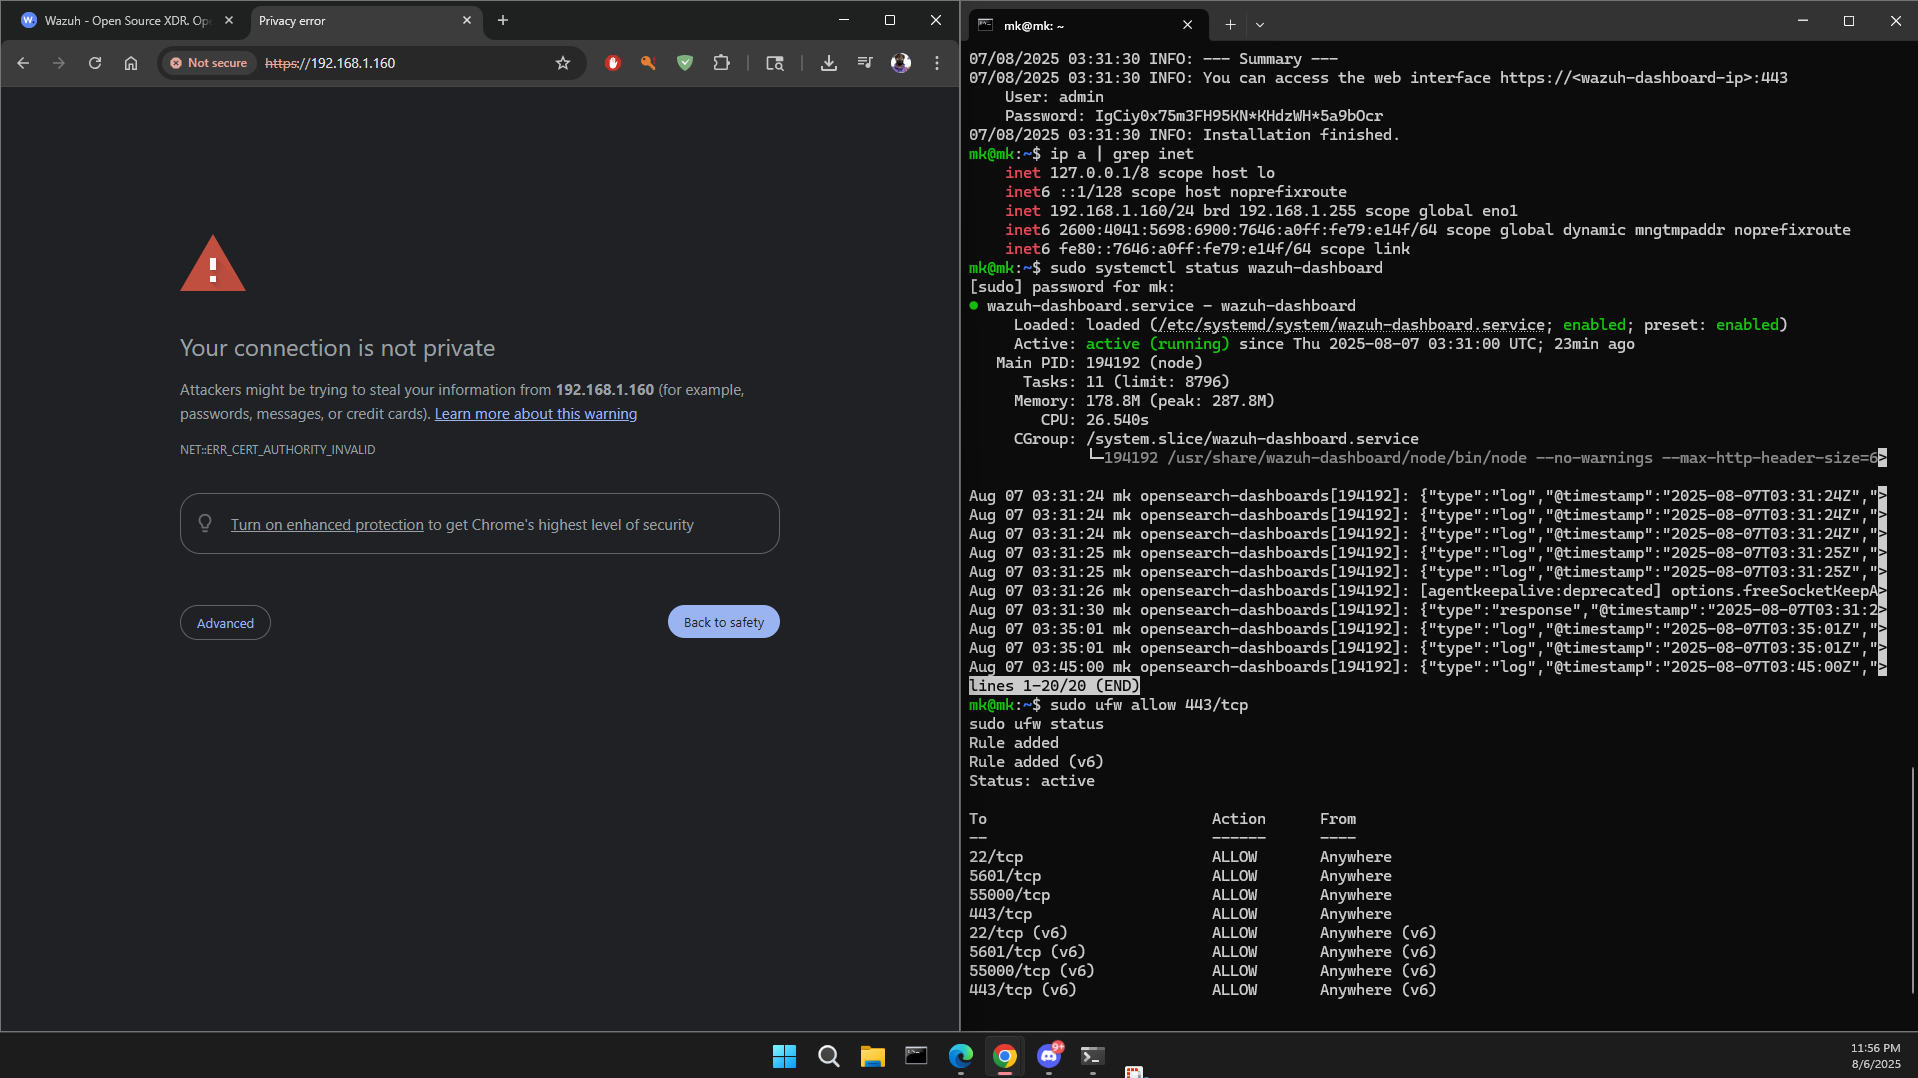 Wazuh - Open Source XDR. Ope
Privacy error
Not secure
https://192.168.1.160
Your connection is not private
Attackers might be trying to steal your information from 192.168.1.160 (for example,
passwords, messages, or credit cards). Learn more about this warning
NET::ERR_CERT_AUTHORITY_INVALID
Turn on enhanced protection to get Chrome's highest level of security
Advanced
Back to safety
mk@mk: ~
07/08/2025 03:31:30 INFO: --- Summary ---
07/08/2025 03:31:30 INFO: You can access the web interface https://<wazuh-dashboard-ip>:443
User: admin
Password: IgCiy0x75m3FH95KN*KHdzWH*5a9bOcr
07/08/2025 03:31:30 INFO: Installation finished.
mk@mk:~$ ip a | grep inet
inet 127.0.0.1/8 scope host lo
inet6 ::1/128 scope host noprefixroute
inet 192.168.1.160/24 brd 192.168.1.255 scope global eno1
inet6 2600:4041:5698:6900:7646:a0ff:fe79:e14f/64 scope global dynamic mngtmpaddr noprefixroute
inet6 fe80::7646:a0ff:fe79:e14f/64 scope link
mk@mk:~$ sudo systemctl status wazuh-dashboard
[sudo] password for mk:
● wazuh-dashboard.service - wazuh-dashboard
Loaded: loaded (/etc/systemd/system/wazuh-dashboard.service; enabled; preset: enabled)
Active: active (running) since Thu 2025-08-07 03:31:00 UTC; 23min ago
Main PID: 194192 (node)
Tasks: 11 (limit: 8796)
Memory: 178.8M (peak: 287.8M)
CPU: 26.540s
CGroup: /system.slice/wazuh-dashboard.service
└─194192 /usr/share/wazuh-dashboard/node/bin/node --no-warnings --max-http-header-size=6>
Aug 07 03:31:24 mk opensearch-dashboards[194192]: {"type":"log","@timestamp":"2025-08-07T03:31:24Z",">
Aug 07 03:31:24 mk opensearch-dashboards[194192]: {"type":"log","@timestamp":"2025-08-07T03:31:24Z",">
Aug 07 03:31:24 mk opensearch-dashboards[194192]: {"type":"log","@timestamp":"2025-08-07T03:31:24Z",">
Aug 07 03:31:25 mk opensearch-dashboards[194192]: {"type":"log","@timestamp":"2025-08-07T03:31:25Z",">
Aug 07 03:31:25 mk opensearch-dashboards[194192]: {"type":"log","@timestamp":"2025-08-07T03:31:25Z",">
Aug 07 03:31:26 mk opensearch-dashboards[194192]: [agentkeepalive:deprecated] options.freeSocketKeepA>
Aug 07 03:31:30 mk opensearch-dashboards[194192]: {"type":"response","@timestamp":"2025-08-07T03:31:2>
Aug 07 03:35:01 mk opensearch-dashboards[194192]: {"type":"log","@timestamp":"2025-08-07T03:35:01Z",">
Aug 07 03:35:01 mk opensearch-dashboards[194192]: {"type":"log","@timestamp":"2025-08-07T03:35:01Z",">
Aug 07 03:45:00 mk opensearch-dashboards[194192]: {"type":"log","@timestamp":"2025-08-07T03:45:00Z",">
lines 1-20/20 (END)
mk@mk:~$ sudo ufw allow 443/tcp
sudo ufw status
Rule added
Rule added (v6)
Status: active
To Action From
-- ------ ----
22/tcp ALLOW Anywhere
5601/tcp ALLOW Anywhere
55000/tcp ALLOW Anywhere
443/tcp ALLOW Anywhere
22/tcp (v6) ALLOW Anywhere (v6)
5601/tcp (v6) ALLOW Anywhere (v6)
55000/tcp (v6) ALLOW Anywhere (v6)
443/tcp (v6) ALLOW Anywhere (v6)
9+
11:56 PM
8/6/2025